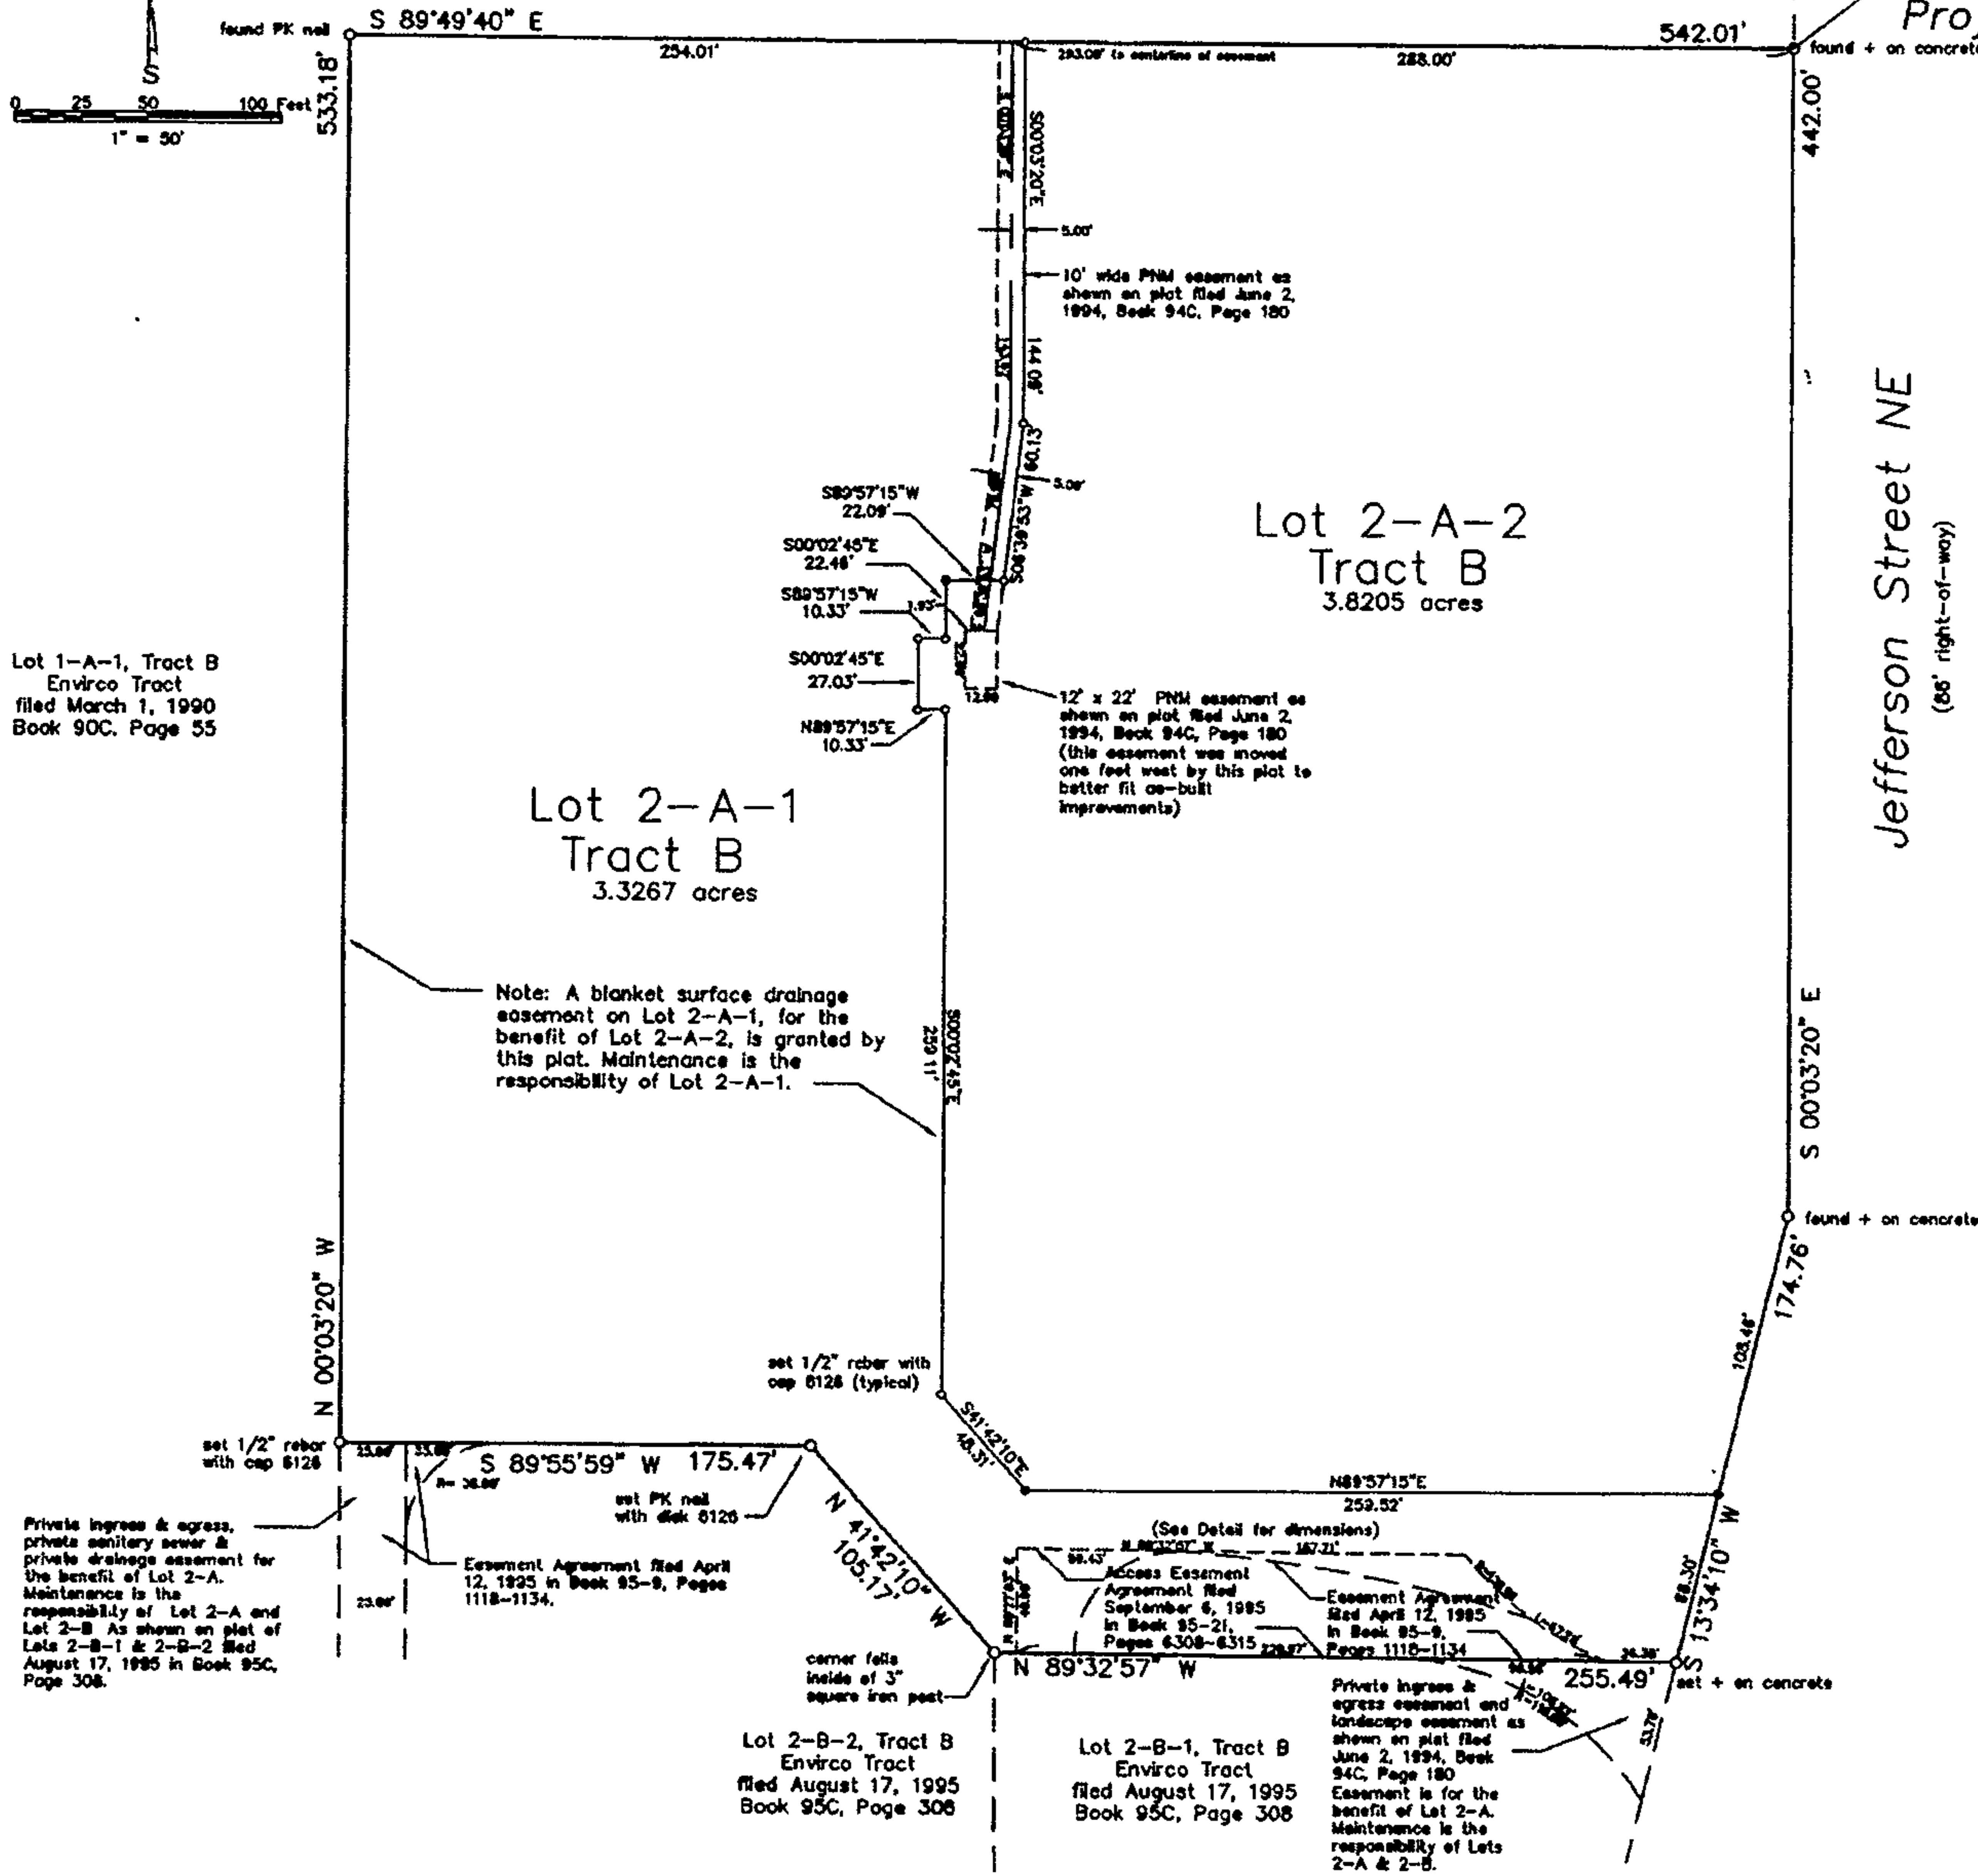 found PK nail
S 89°49'40" E
254.01'
293.09' to centerline of easement
288.00'
542.01'
Pro
found + on concrete
S
0 25 50 100 Feet
1" = 50'
533.18'
442.00'
S00°03'20"E
5.00'
10' wide PNM easement as
shown on plat filed June 2,
1994, Book 94C, Page 180
144.09'
60.13'
S06°39'53"W
5.00'
S89°57'15"W
22.09'
S00°02'45"E
22.46'
S89°57'15"W
10.33'
7.93'
S00°02'45"E
27.03'
12.00
N89°57'15"E
10.33'
12' x 22' PNM easement as
shown on plat filed June 2,
1994, Book 94C, Page 180
(this easement was moved
one foot west by this plat to
better fit as-built
improvements)
Lot 2-A-2
Tract B
3.8205 acres
Jefferson Street NE
(86' right-of-way)
Lot 1-A-1, Tract B
Envirco Tract
filed March 1, 1990
Book 90C, Page 55
Lot 2-A-1
Tract B
3.3267 acres
Note: A blanket surface drainage
easement on Lot 2-A-1, for the
benefit of Lot 2-A-2, is granted by
this plat. Maintenance is the
responsibility of Lot 2-A-1.
S00°02'45"E
259.11'
S 00°03'20" E
found + on concrete
174.76'
108.46'
N 00°03'20" W
set 1/2" rebar with
cap 6126 (typical)
S41°42'10"E
48.31'
set 1/2" rebar
with cap 6126
25.00'
S 89°55'59" W 175.47'
set PK nail
with disk 6126
N 41°42'10" W
105.17'
N89°57'15"E
259.52'
(See Detail for dimensions)
167.71'
Private ingress & egress,
private sanitary sewer &
private drainage easement for
the benefit of Lot 2-A.
Maintenance is the
responsibility of Lot 2-A and
Lot 2-B As shown on plat of
Lots 2-B-1 & 2-B-2 filed
August 17, 1995 in Book 95C,
Page 308.
25.00'
Easement Agreement filed April
12, 1995 in Book 95-9, Pages
1118-1134.
Access Easement
Agreement filed
September 6, 1995
in Book 95-21,
Pages 6308-6315
Easement Agreement
filed April 12, 1995
in Book 95-9,
Pages 1118-1134
S 13°34'10" W
corner falls
inside of 3"
square iron post
N 89°32'57" W
255.49'
set + on concrete
53.78'
Private ingress &
egress easement and
landscape easement as
shown on plat filed
June 2, 1994, Book
94C, Page 180
Easement is for the
benefit of Lot 2-A.
Maintenance is the
responsibility of Lots
2-A & 2-B.
Lot 2-B-2, Tract B
Envirco Tract
filed August 17, 1995
Book 95C, Page 308
Lot 2-B-1, Tract B
Envirco Tract
filed August 17, 1995
Book 95C, Page 308